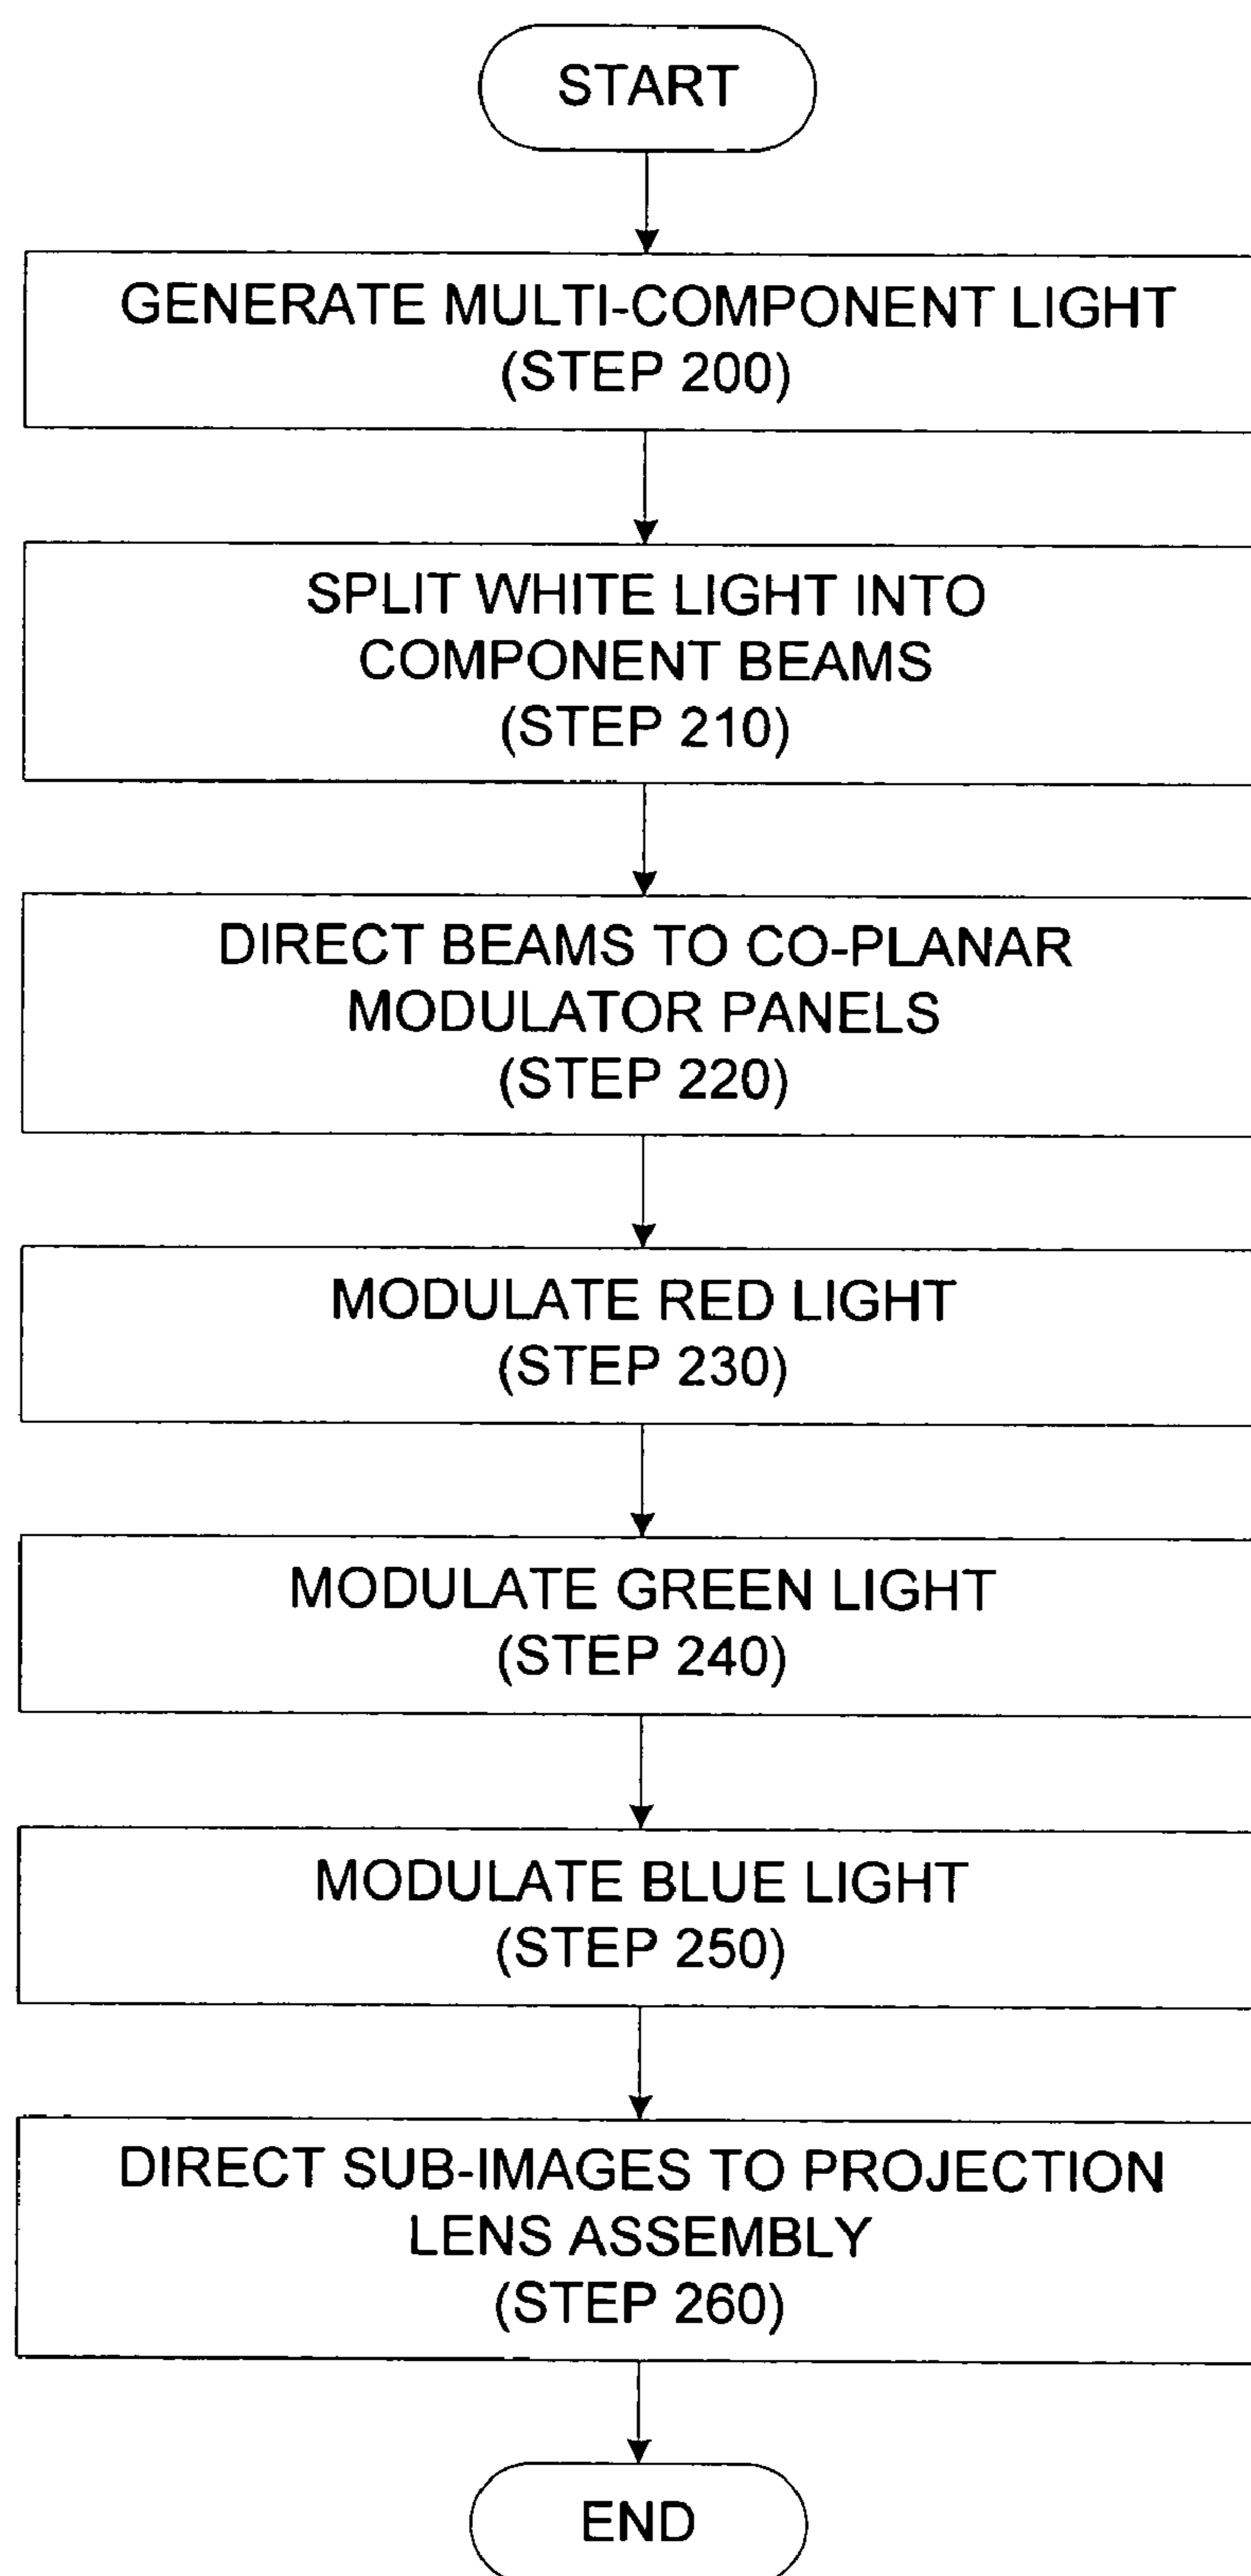 START
GENERATE MULTI-COMPONENT LIGHT
(STEP 200)
SPLIT WHITE LIGHT INTO
COMPONENT BEAMS
(STEP 210)
DIRECT BEAMS TO CO-PLANAR
MODULATOR PANELS
(STEP 220)
MODULATE RED LIGHT
(STEP 230)
MODULATE GREEN LIGHT
(STEP 240)
MODULATE BLUE LIGHT
(STEP 250)
DIRECT SUB-IMAGES TO PROJECTION
LENS ASSEMBLY
(STEP 260)
END